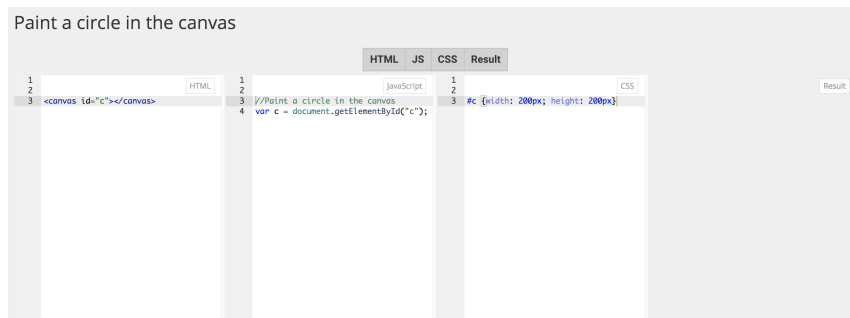 Paint a circle in the canvas
HTML JS CSS Result
HTML
1
2
3 <canvas id="c"></canvas>
JavaScript
1
2
3 //Paint a circle in the canvas
4 var c = document.getElementById("c");
CSS
1
2
3 #c {width: 200px; height: 200px}
Result